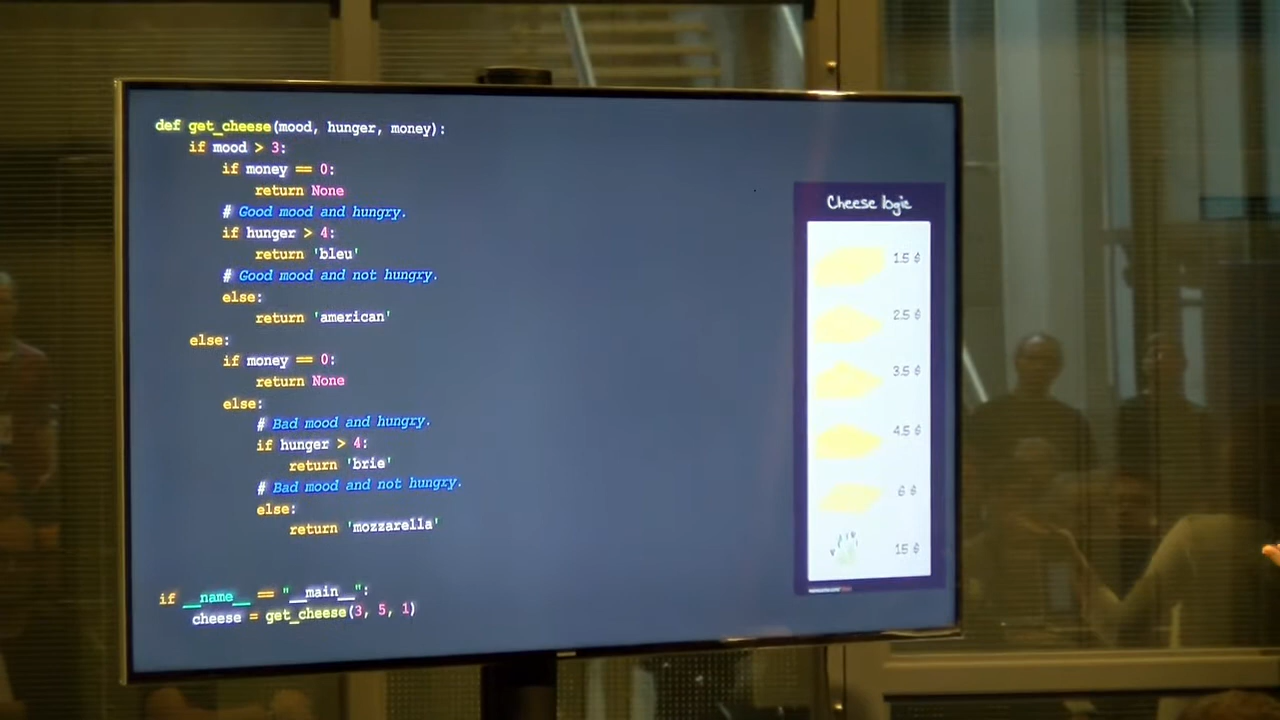 def get_cheese(mood, hunger, money):
    if mood > 3:
        if money == 0:
            return None
        # Good mood and hungry.
        if hunger > 4:
            return 'bleu'
        # Good mood and not hungry.
        else:
            return 'american'
    else:
        if money == 0:
            return None
        else:
            # Bad mood and hungry.
            if hunger > 4:
                return 'brie'
            # Bad mood and not hungry.
            else:
                return 'mozzarella'
if __name__ == "__main__":
    cheese = get_cheese(3, 5, 1)
Cheese logic
1.5 $
2.5 $
3.5 $
4.5 $
6 $
15 $